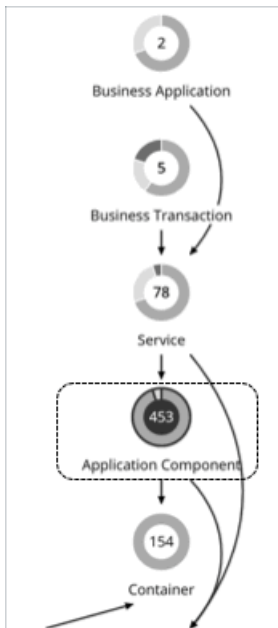 2
Business Application
5
Business Transaction
78
Service
453
Application Component
154
Container